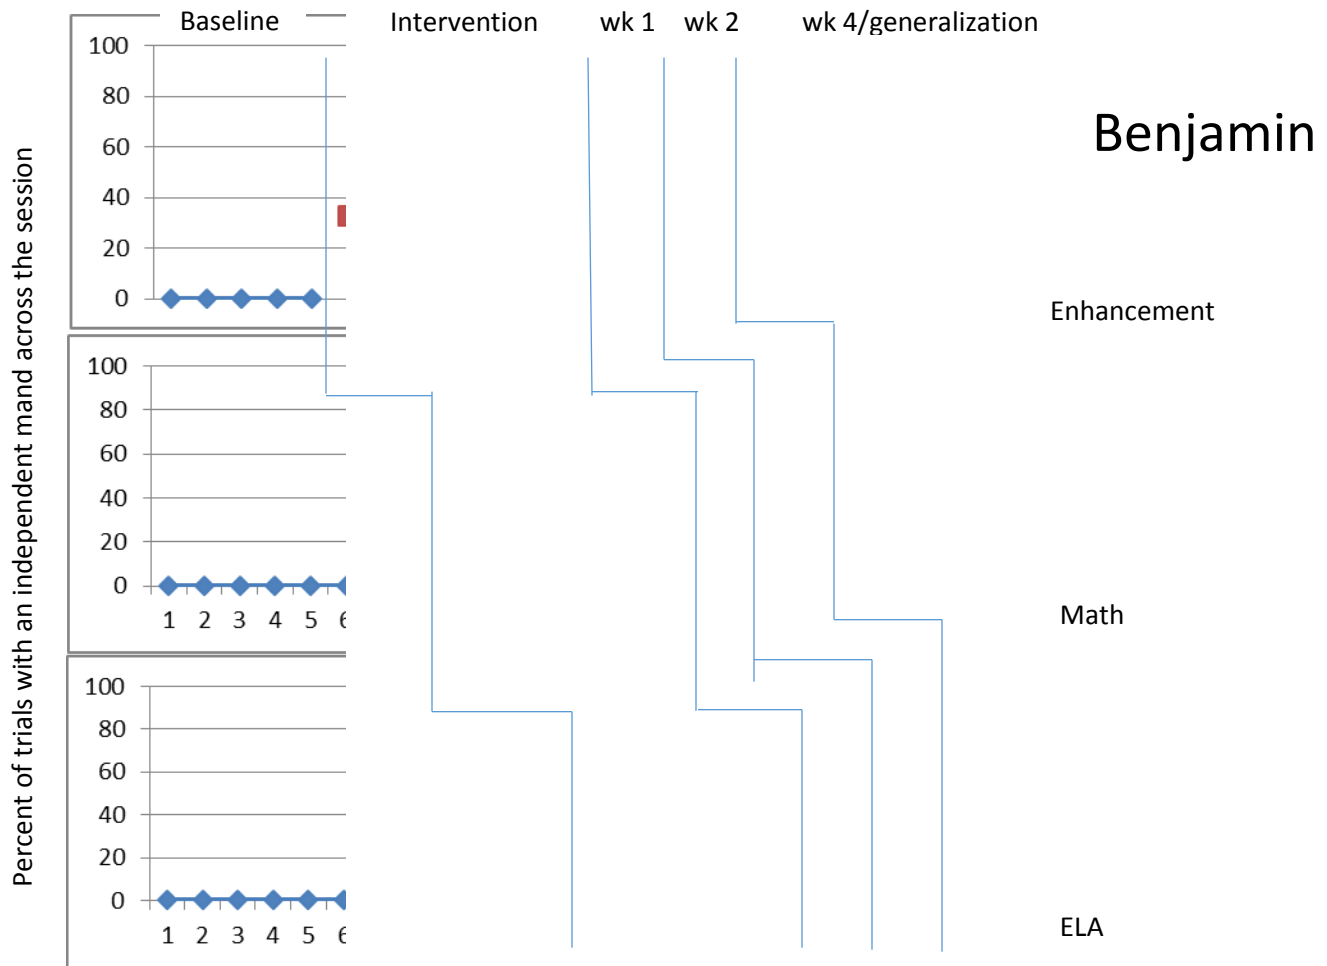 Baseline Intervention wk 1 wk 2 wk 4/generalization
Benjamin
Percent of trials with an independent mand across the session
100
80
60
40
20
0
Enhancement
100
80
60
40
20
0
1 2 3 4 5 6
Math
100
80
60
40
20
0
1 2 3 4 5 6
ELA